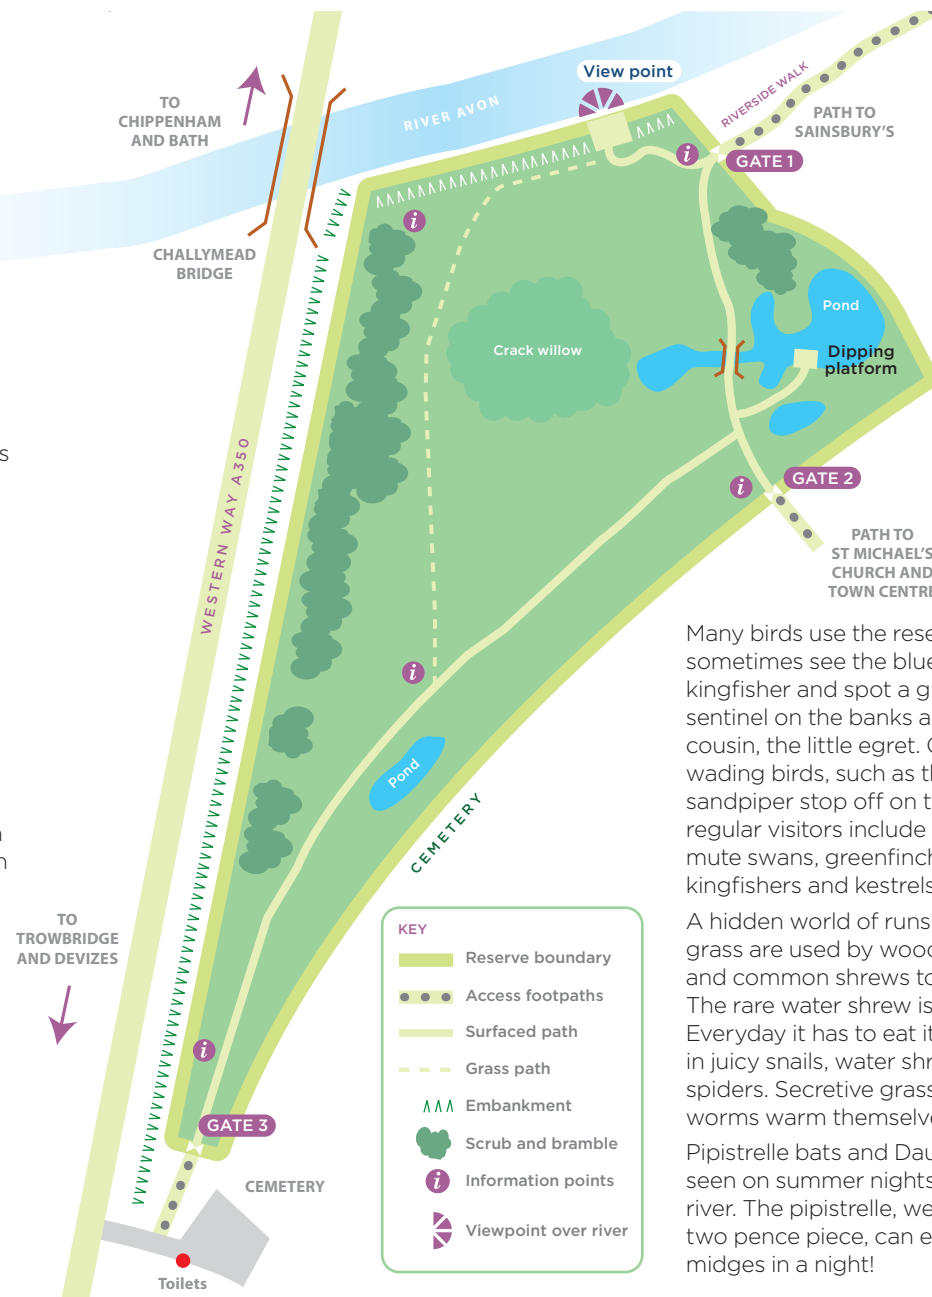 View point
RIVERSIDE WALK
TO
CHIPPENHAM
AND BATH
RIVER AVON
PATH TO
SAINSBURY'S
GATE 1
CHALLYMEAD
BRIDGE
Pond
Crack willow
Dipping
platform
s
WESTERN WAY A350
GATE 2
PATH TO
ST MICHAEL'S
CHURCH AND
TOWN CENTRE
Pond
CEMETERY
n
TO
TROWBRIDGE
AND DEVIZES
GATE 3
CEMETERY
Toilets
KEY
Reserve boundary
Access footpaths
Surfaced path
Grass path
Embankment
Scrub and bramble
Information points
Viewpoint over river
Many birds use the rese
sometimes see the blue
kingfisher and spot a g
sentinel on the banks a
cousin, the little egret.
wading birds, such as th
sandpiper stop off on t
regular visitors include
mute swans, greenfinch
kingfishers and kestrels
A hidden world of runs
grass are used by wood
and common shrews to
The rare water shrew is
Everyday it has to eat it
in juicy snails, water shr
spiders. Secretive grass
worms warm themselve
Pipistrelle bats and Dau
seen on summer nights
river. The pipistrelle, we
two pence piece, can e
midges in a night!